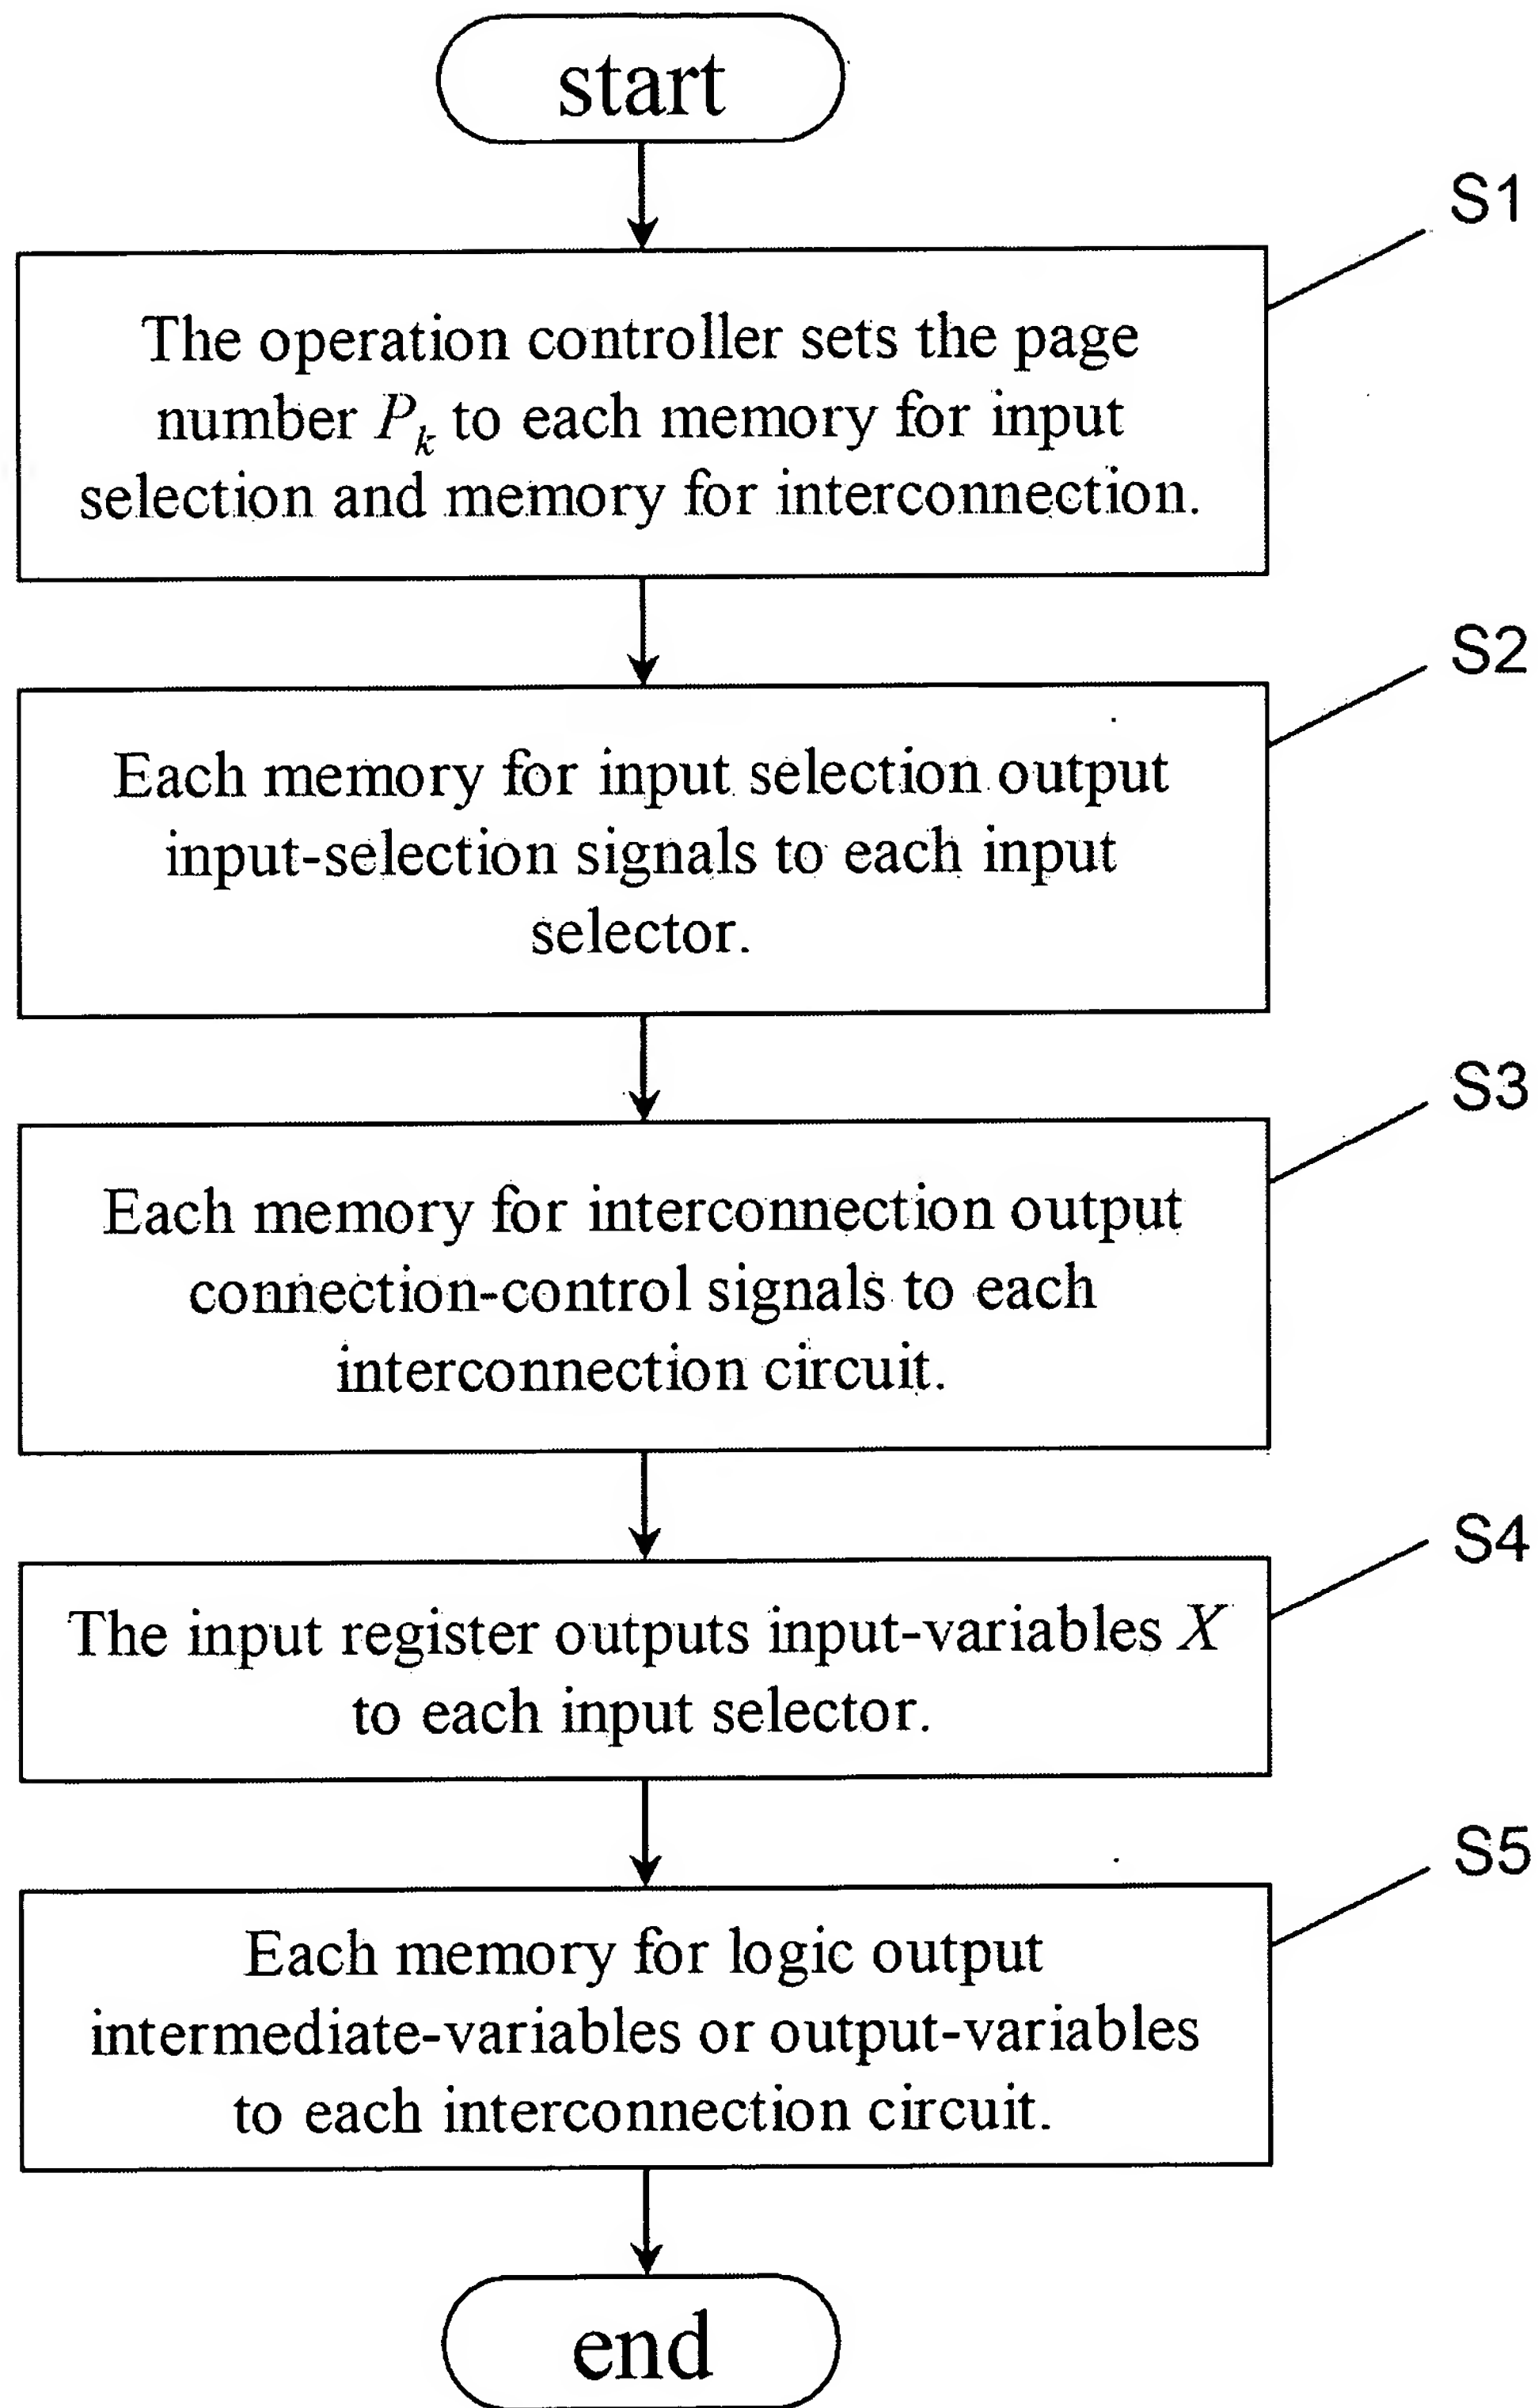 start
S1
The operation controller sets the page
number P_k to each memory for input
selection and memory for interconnection.
S2
Each memory for input selection output
input-selection signals to each input
selector.
S3
Each memory for interconnection output
connection-control signals to each
interconnection circuit.
S4
The input register outputs input-variables X
to each input selector.
S5
Each memory for logic output
intermediate-variables or output-variables
to each interconnection circuit.
end